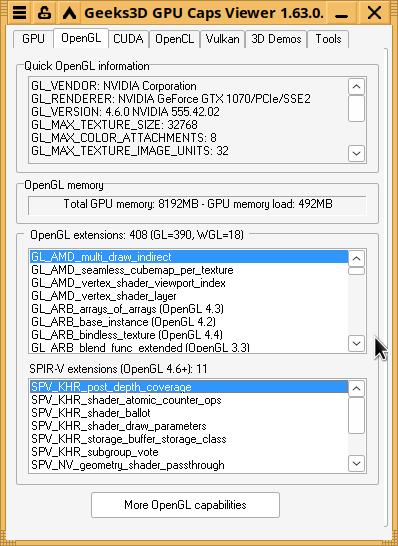 Geeks3D GPU Caps Viewer 1.63.0.
GPU OpenGL CUDA OpenCL Vulkan 3D Demos Tools
Quick OpenGL information
GL_VENDOR: NVIDIA Corporation
GL_RENDERER: NVIDIA GeForce GTX 1070/PCIe/SSE2
GL_VERSION: 4.6.0 NVIDIA 555.42.02
GL_MAX_TEXTURE_SIZE: 32768
GL_MAX_COLOR_ATTACHMENTS: 8
GL_MAX_TEXTURE_IMAGE_UNITS: 32
OpenGL memory
Total GPU memory: 8192MB - GPU memory load: 492MB
OpenGL extensions: 408 (GL=390, WGL=18)
GL_AMD_multi_draw_indirect
GL_AMD_seamless_cubemap_per_texture
GL_AMD_vertex_shader_viewport_index
GL_AMD_vertex_shader_layer
GL_ARB_arrays_of_arrays (OpenGL 4.3)
GL_ARB_base_instance (OpenGL 4.2)
GL_ARB_bindless_texture (OpenGL 4.4)
GL_ARB_blend_func_extended (OpenGL 3.3)
SPIR-V extensions (OpenGL 4.6+): 11
SPV_KHR_post_depth_coverage
SPV_KHR_shader_atomic_counter_ops
SPV_KHR_shader_ballot
SPV_KHR_shader_draw_parameters
SPV_KHR_storage_buffer_storage_class
SPV_KHR_subgroup_vote
SPV_NV_geometry_shader_passthrough
More OpenGL capabilities